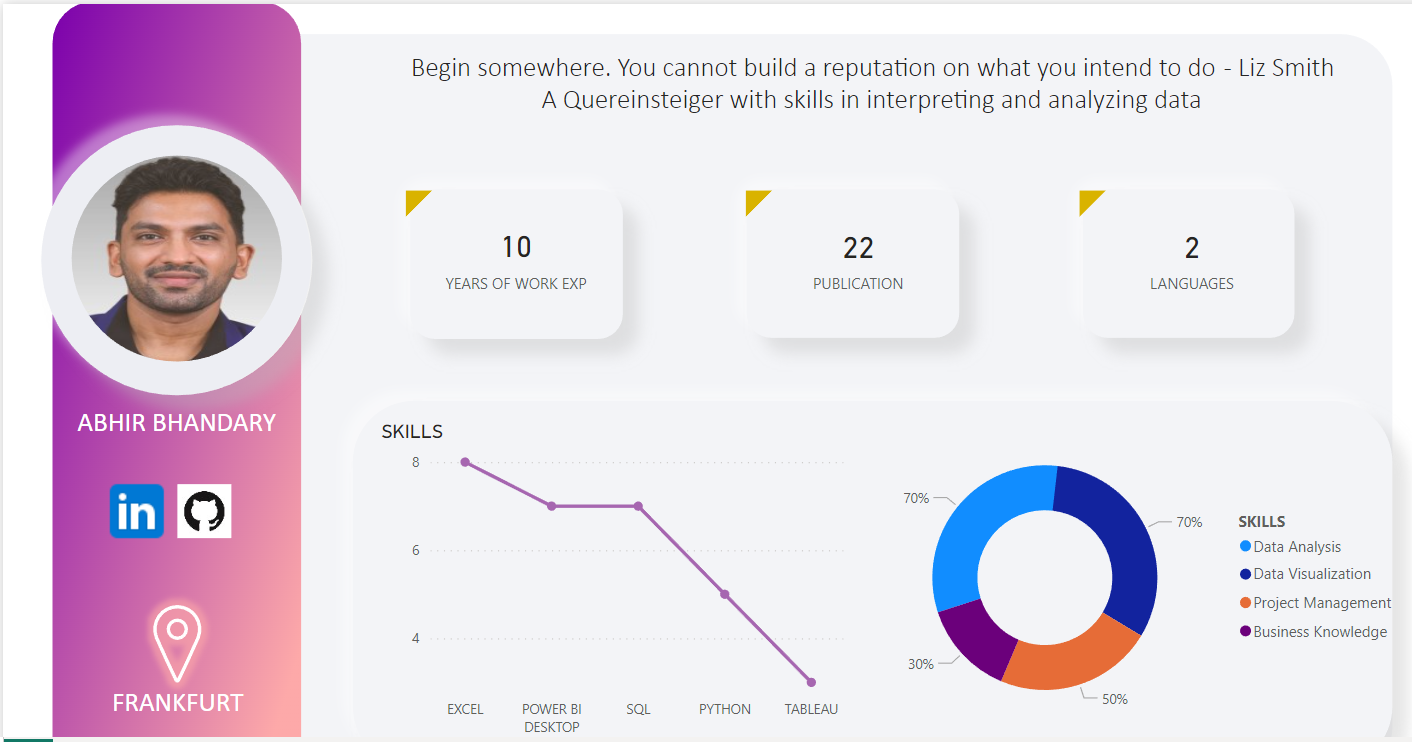 Begin somewhere. You cannot build a reputation on what you intend to do - Liz Smith
A Quereinsteiger with skills in interpreting and analyzing data
10
YEARS OF WORK EXP
22
PUBLICATION
2
LANGUAGES
ABHIR BHANDARY
in
FRANKFURT
SKILLS
8
6
4
EXCEL
POWER BI
DESKTOP
SQL
PYTHON
TABLEAU
70%
70%
30%
50%
SKILLS
Data Analysis
Data Visualization
Project Management
Business Knowledge